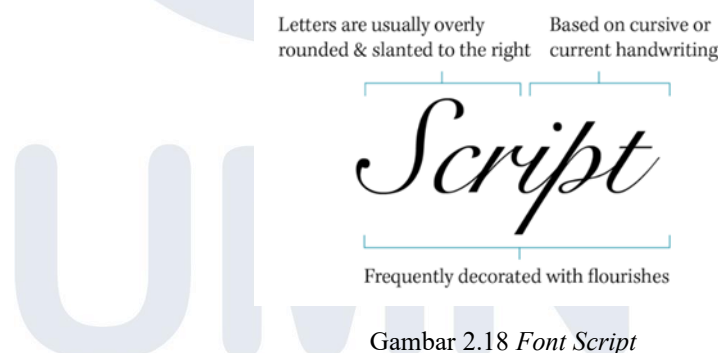 Letters are usually overly
rounded & slanted to the right
Based on cursive or
current handwriting
Script
Frequently decorated with flourishes
UMN
Gambar 2.18 Font Script